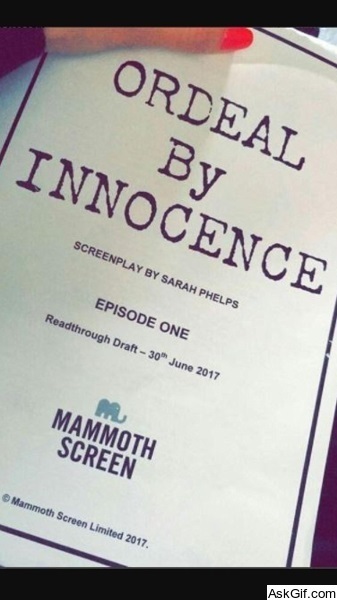 ORDEAL
By
INNOCENCE
SCREENPLAY BY SARAH PHELPS
EPISODE ONE
Readthrough Draft – 30th June 2017
MAMMOTH
SCREEN
© Mammoth Screen Limited 2017.
AskGif.com